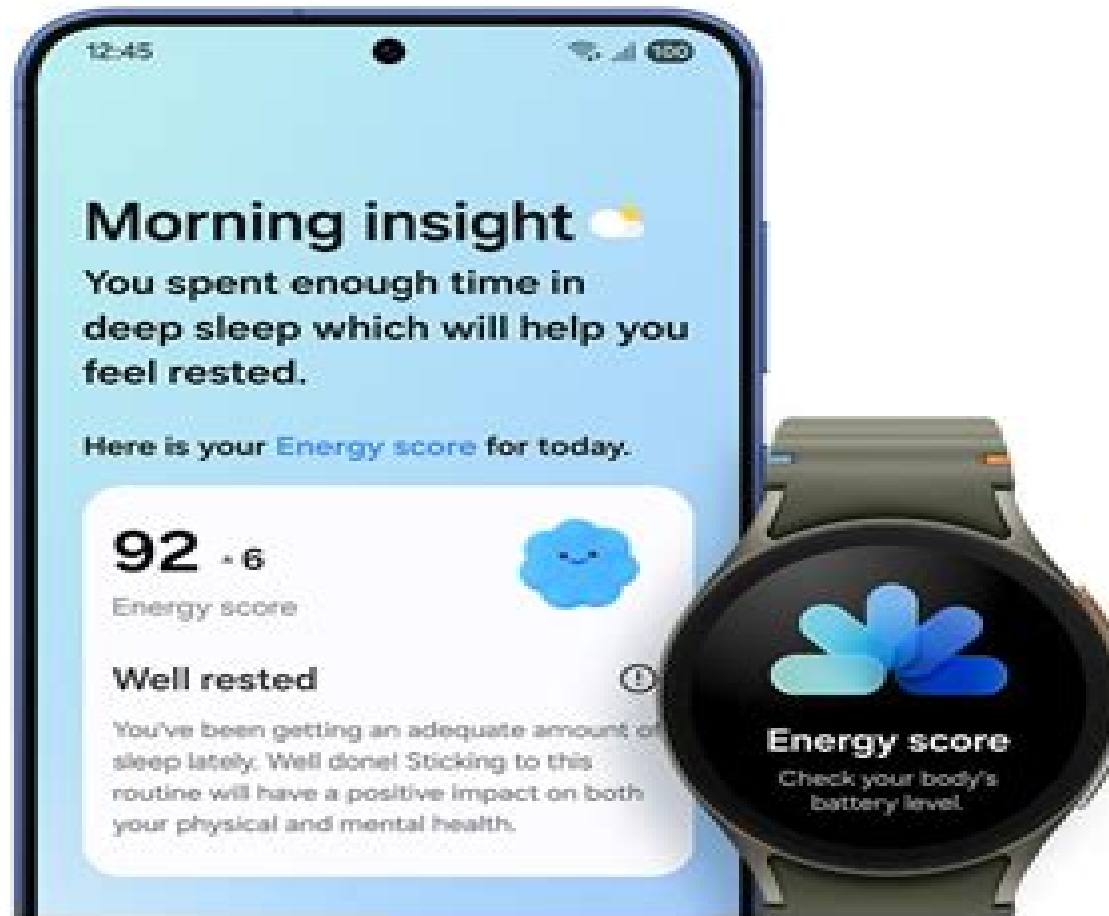 12:45
100
Morning insight
You spent enough time in
deep sleep which will help you
feel rested.
Here is your Energy score for today.
92 • 6
Energy score
Well rested
You've been getting an adequate amount of
sleep lately. Well done! Sticking to this
routine will have a positive impact on both
your physical and mental health.
Energy score
Check your body's
battery level.